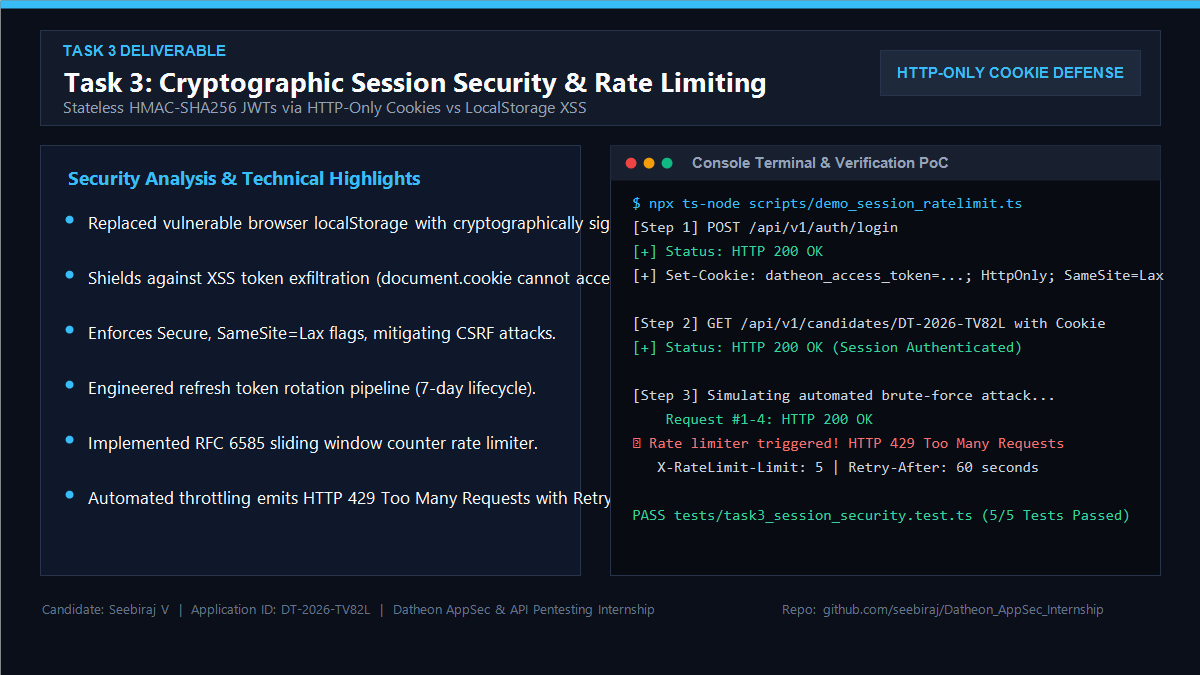 TASK 3 DELIVERABLE
Task 3: Cryptographic Session Security & Rate Limiting
Stateless HMAC-SHA256 JWTs via HTTP-Only Cookies vs LocalStorage XSS
HTTP-ONLY COOKIE DEFENSE
Security Analysis & Technical Highlights
Replaced vulnerable browser localStorage with cryptographically sig
Shields against XSS token exfiltration (document.cookie cannot acce
Enforces Secure, SameSite=Lax flags, mitigating CSRF attacks.
Engineered refresh token rotation pipeline (7-day lifecycle).
Implemented RFC 6585 sliding window counter rate limiter.
Automated throttling emits HTTP 429 Too Many Requests with Retry
Console Terminal & Verification PoC
$ npx ts-node scripts/demo_session_ratelimit.ts
[Step 1] POST /api/v1/auth/login
[+] Status: HTTP 200 OK
[+] Set-Cookie: datheon_access_token=...; HttpOnly; SameSite=Lax
[Step 2] GET /api/v1/candidates/DT-2026-TV82L with Cookie
[+] Status: HTTP 200 OK (Session Authenticated)
[Step 3] Simulating automated brute-force attack...
Request #1-4: HTTP 200 OK
Rate limiter triggered! HTTP 429 Too Many Requests
X-RateLimit-Limit: 5 | Retry-After: 60 seconds
PASS tests/task3_session_security.test.ts (5/5 Tests Passed)
Candidate: Seebiraj V | Application ID: DT-2026-TV82L | Datheon AppSec & API Pentesting Internship
Repo: github.com/seebiraj/Datheon_AppSec_Internship